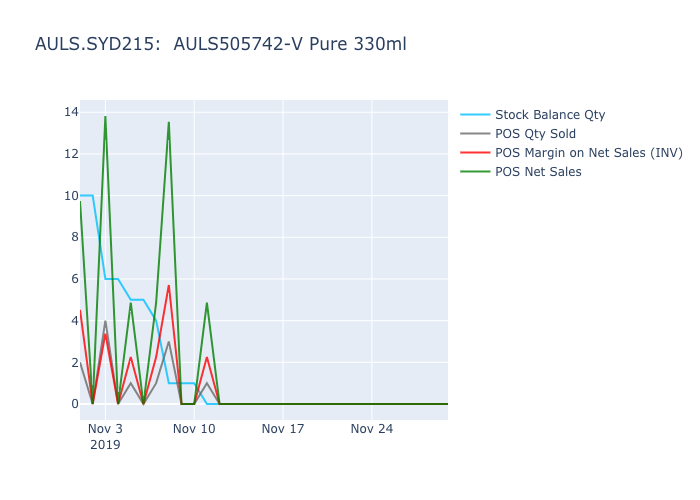 AULS.SYD215:  AULS505742-V Pure 330ml
Stock Balance Qty
POS Qty Sold
POS Margin on Net Sales (INV)
POS Net Sales
14
12
10
8
6
4
2
0
Nov 3
2019
Nov 10
Nov 17
Nov 24